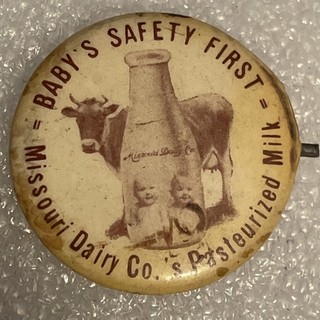 = BABY'S SAFETY FIRST =
Missouri Dairy Co.
Missouri Dairy Co.'s Pasteurized Milk